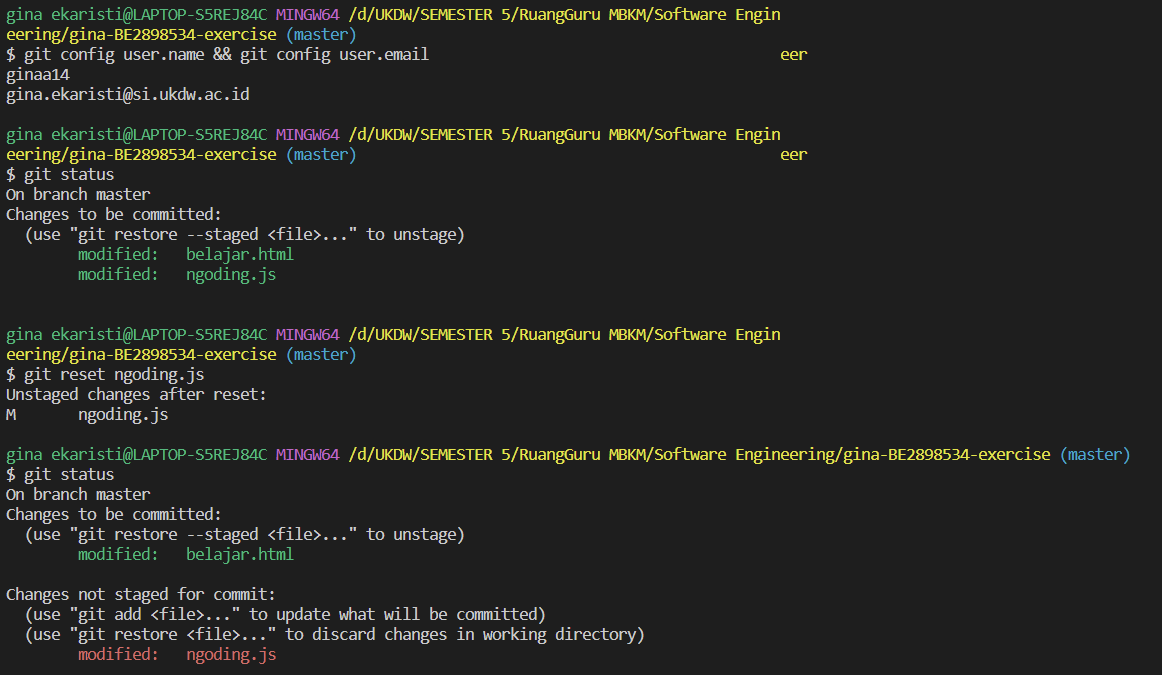 gina ekaristi@LAPTOP-S5REJ84C MINGW64 /d/UKDW/SEMESTER 5/RuangGuru MBKM/Software Engin
eering/gina-BE2898534-exercise (master)
$ git config user.name && git config user.email eer
ginaa14
gina.ekaristi@si.ukdw.ac.id
gina ekaristi@LAPTOP-S5REJ84C MINGW64 /d/UKDW/SEMESTER 5/RuangGuru MBKM/Software Engin
eering/gina-BE2898534-exercise (master) eer
$ git status
On branch master
Changes to be committed:
  (use "git restore --staged <file>..." to unstage)
        modified:   belajar.html
        modified:   ngoding.js
gina ekaristi@LAPTOP-S5REJ84C MINGW64 /d/UKDW/SEMESTER 5/RuangGuru MBKM/Software Engin
eering/gina-BE2898534-exercise (master)
$ git reset ngoding.js
Unstaged changes after reset:
M       ngoding.js
gina ekaristi@LAPTOP-S5REJ84C MINGW64 /d/UKDW/SEMESTER 5/RuangGuru MBKM/Software Engineering/gina-BE2898534-exercise (master)
$ git status
On branch master
Changes to be committed:
  (use "git restore --staged <file>..." to unstage)
        modified:   belajar.html
Changes not staged for commit:
  (use "git add <file>..." to update what will be committed)
  (use "git restore <file>..." to discard changes in working directory)
        modified:   ngoding.js